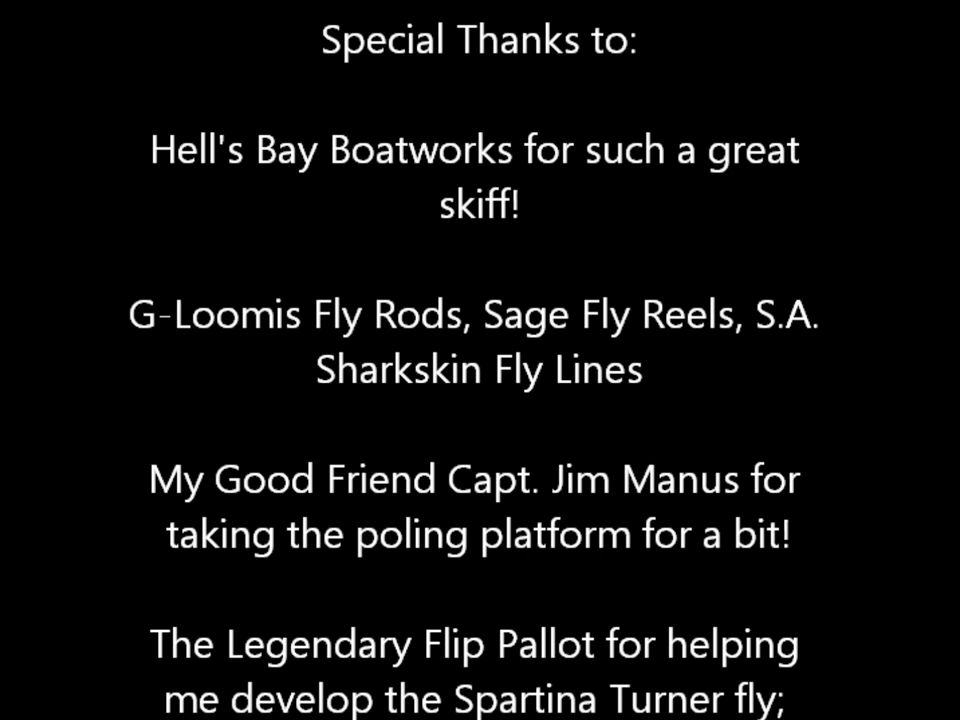 Special Thanks to:
Hell's Bay Boatworks for such a great
skiff!
G-Loomis Fly Rods, Sage Fly Reels, S.A.
Sharkskin Fly Lines
My Good Friend Capt. Jim Manus for
taking the poling platform for a bit!
The Legendary Flip Pallot for helping
me develop the Spartina Turner fly;